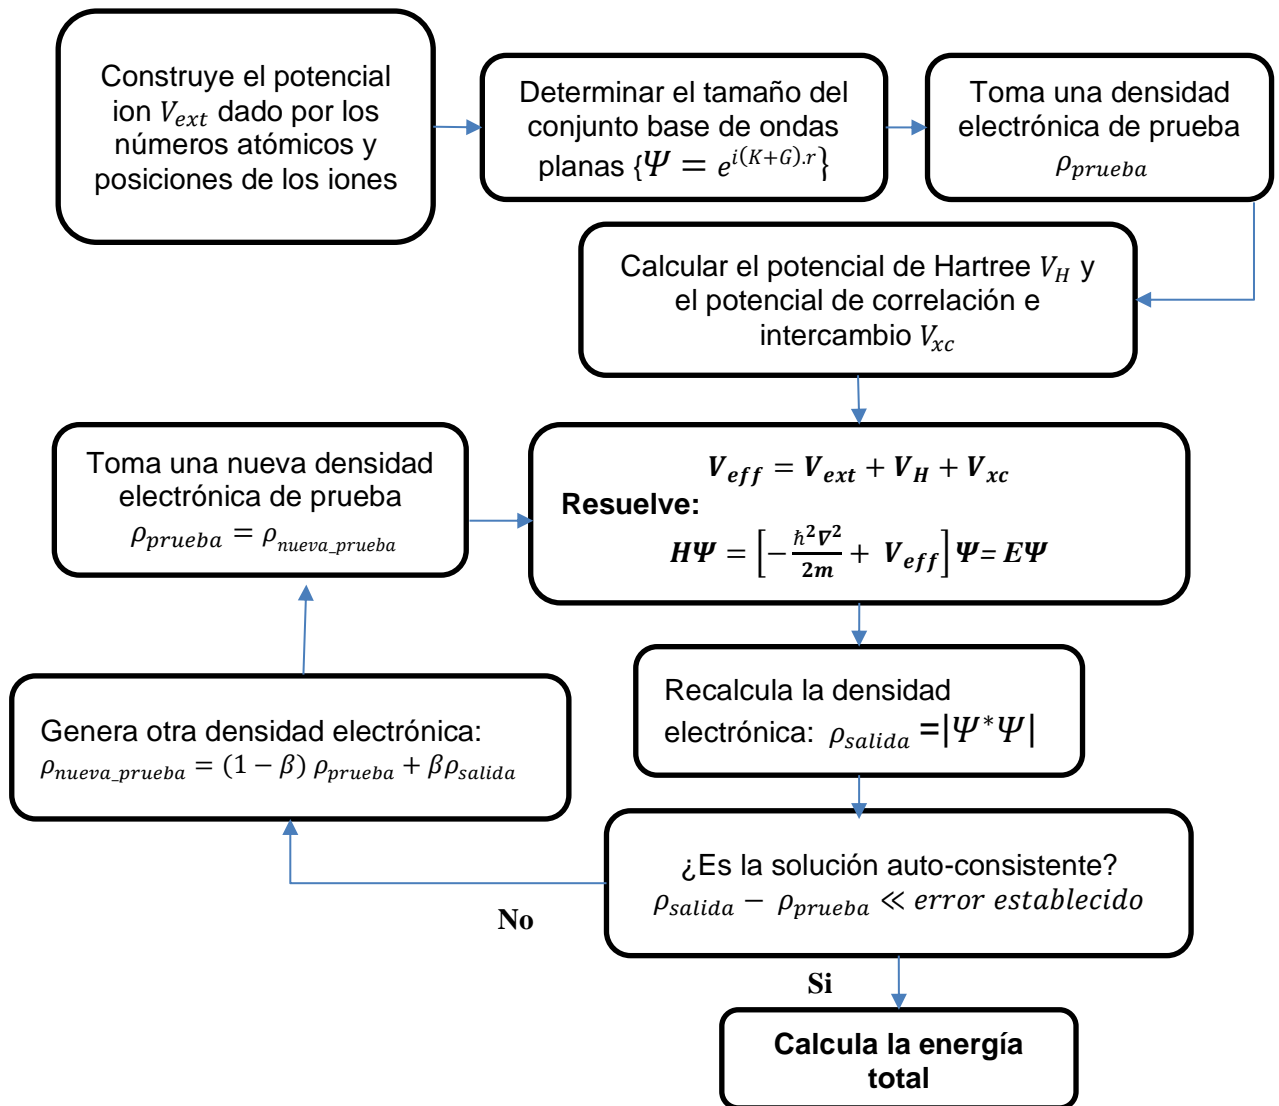 Construye el potencial
ion V_ext dado por los
números atómicos y
posiciones de los iones
Determinar el tamaño del
conjunto base de ondas
planas {Ψ = e^{i(K+G).r}}
Toma una densidad
electrónica de prueba
ρ_prueba
Calcular el potencial de Hartree V_H y
el potencial de correlación e
intercambio V_xc
Toma una nueva densidad
electrónica de prueba
ρ_prueba = ρ_nueva_prueba
V_eff = V_ext + V_H + V_xc
Resuelve:
HΨ = [−ħ²∇²/2m + V_eff] Ψ= EΨ
Recalcula la densidad
electrónica: ρ_salida =|Ψ*Ψ|
Genera otra densidad electrónica:
ρ_nueva_prueba = (1 − β) ρ_prueba + βρ_salida
¿Es la solución auto-consistente?
ρ_salida − ρ_prueba ≪ error establecido
No
Si
Calcula la energía
total